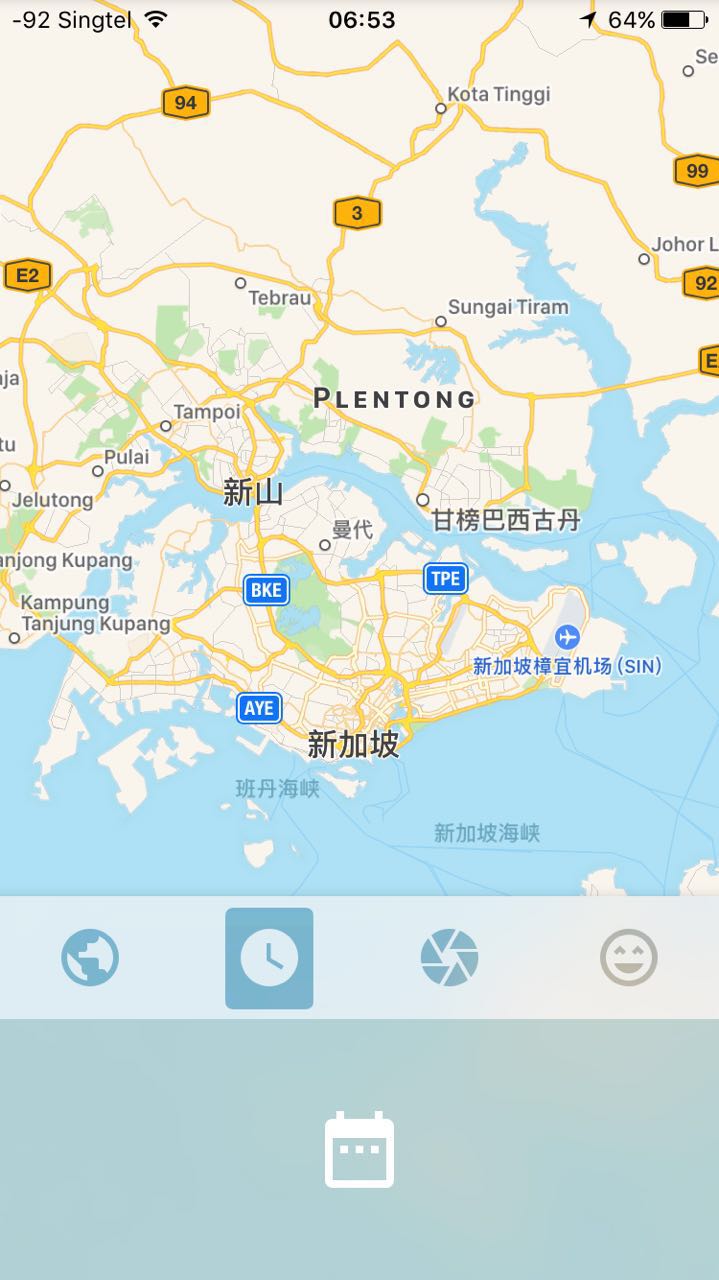 -92 Singtel 06:53 64%
Se
Kota Tinggi
94
99
3
Johor L
E2
92
Tebrau
Sungai Tiram
E
aja
PLENTONG
Tampoi
tu
Pulai
新山
Jelutong
甘榜巴西古丹
曼代
anjong Kupang
TPE
BKE
Kampung
Tanjung Kupang
新加坡樟宜机场 (SIN)
AYE
新加坡
班丹海峡
新加坡海峡